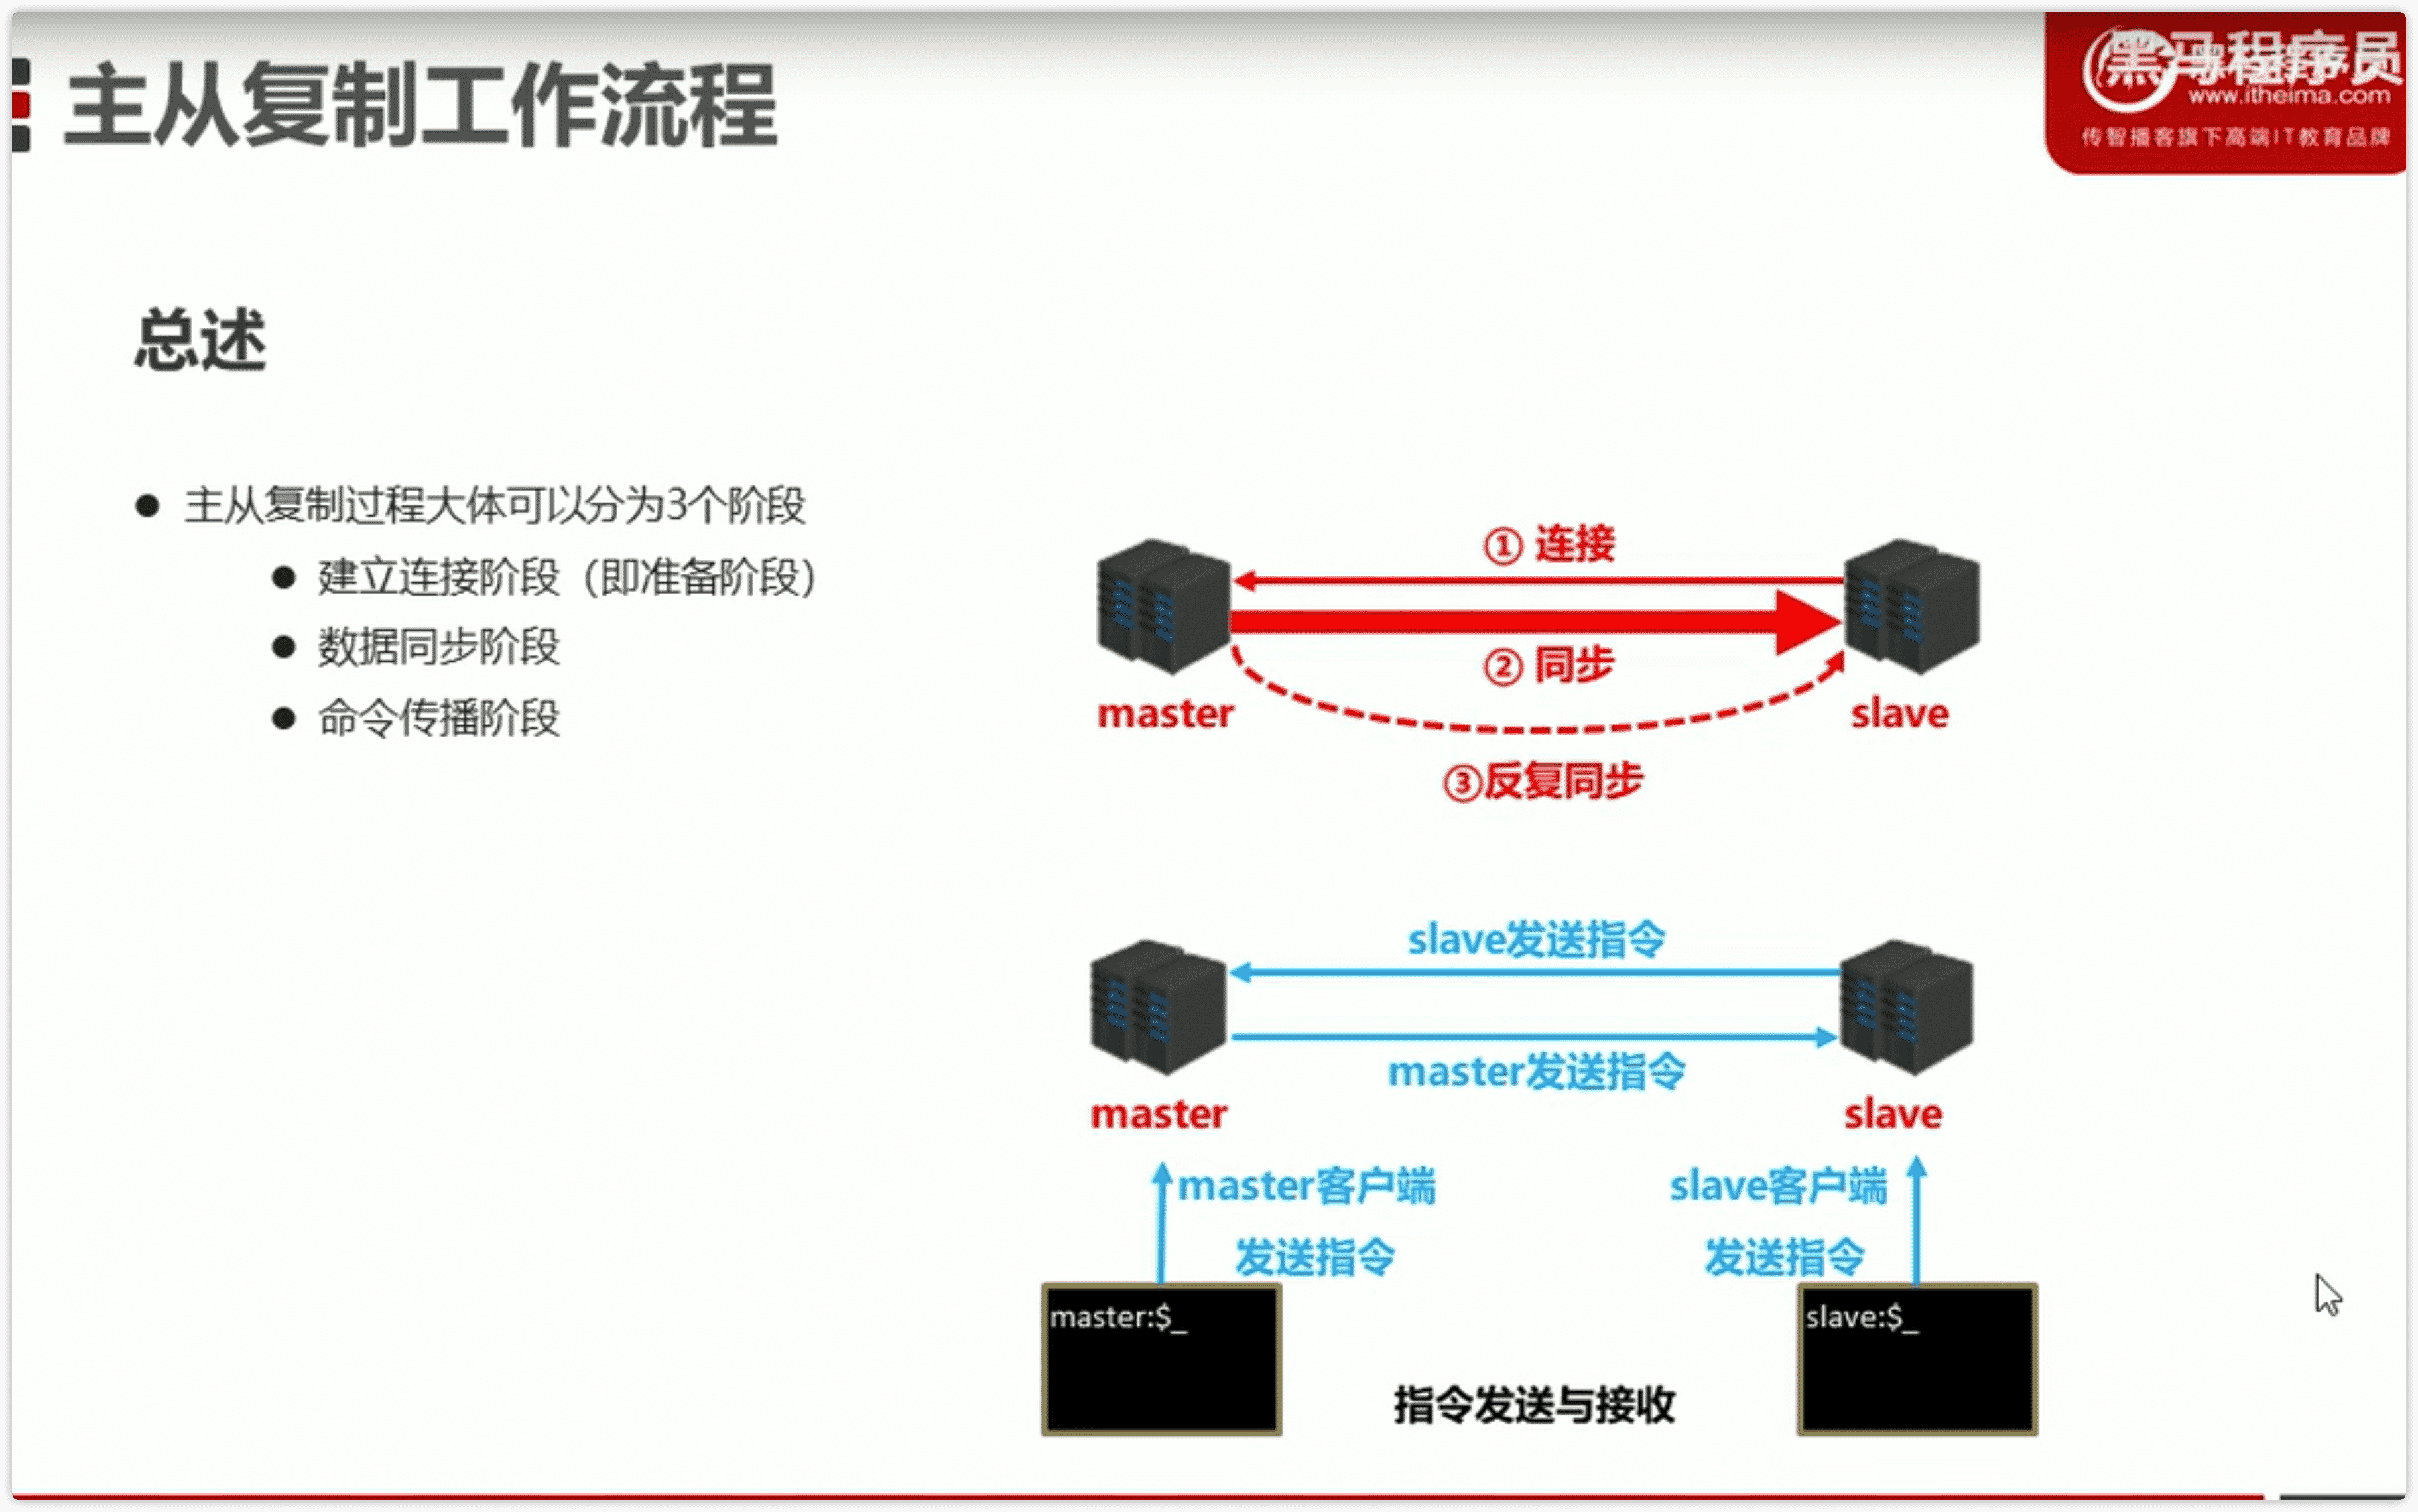 主从复制工作流程
黑马程序员
www.itheima.com
传智播客旗下高端IT教育品牌
总述
● 主从复制过程大体可以分为3个阶段
● 建立连接阶段（即准备阶段）
● 数据同步阶段
● 命令传播阶段
① 连接
② 同步
master
slave
③反复同步
slave发送指令
master发送指令
master
slave
master客户端
发送指令
slave客户端
发送指令
master:$_
slave:$_
指令发送与接收